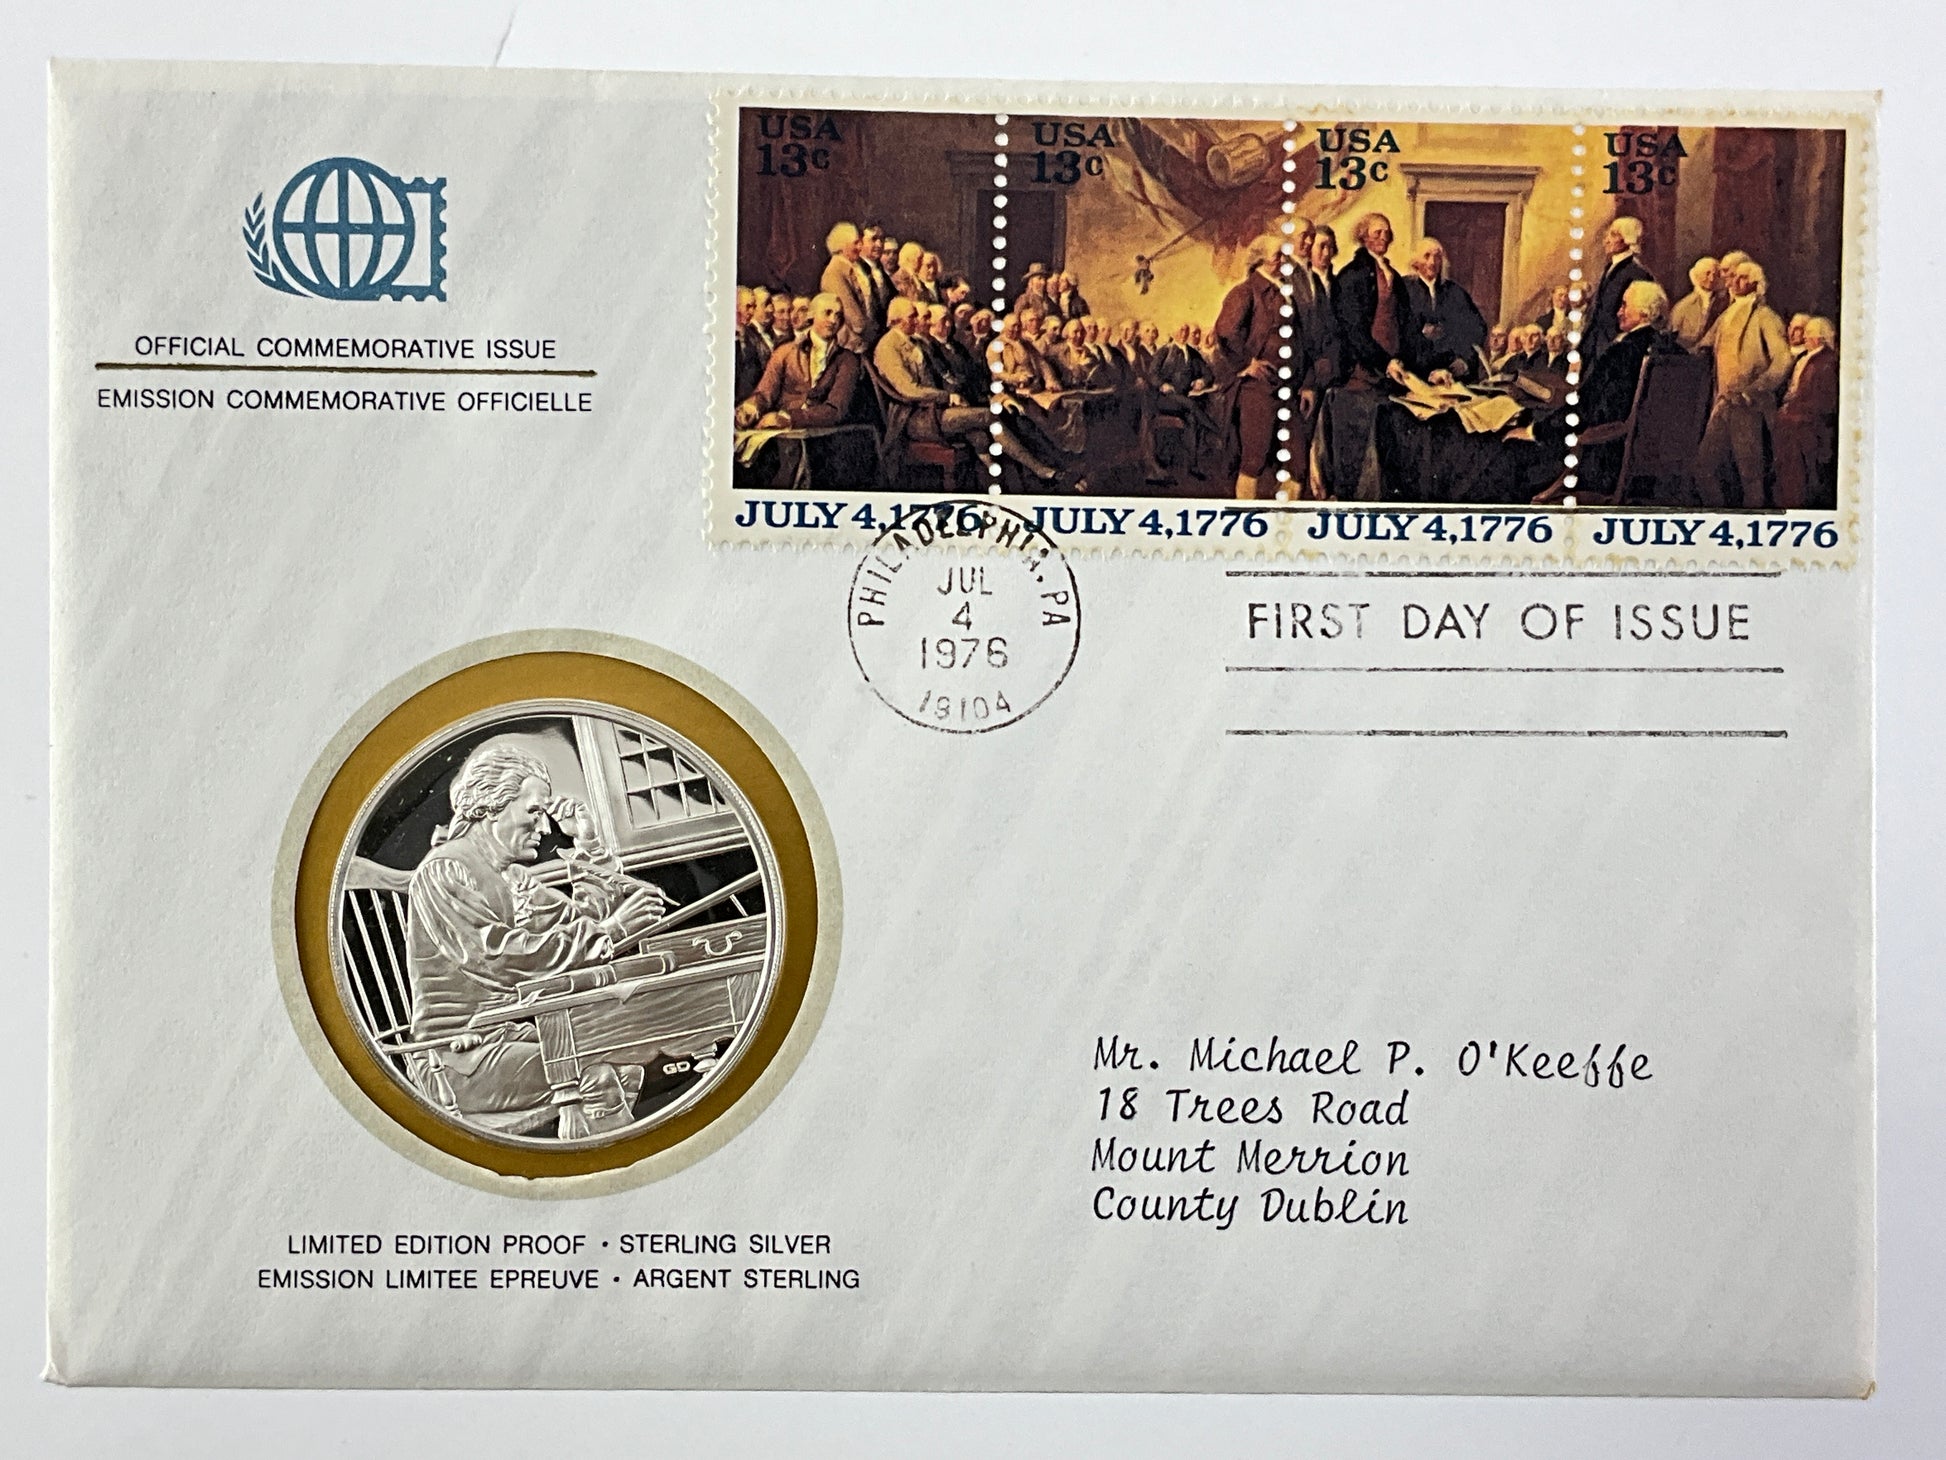 USA
13c
USA
13c
USA
13c
USA
13c
JULY 4,1776
JULY 4,1776
JULY 4,1776
JULY 4,1776
OFFICIAL COMMEMORATIVE ISSUE
EMISSION COMMEMORATIVE OFFICIELLE
PHILADELPHIA, PA
JUL
4
1976
19104
FIRST DAY OF ISSUE
GD
Mr. Michael P. O'Keeffe
18 Trees Road
Mount Merrion
County Dublin
LIMITED EDITION PROOF • STERLING SILVER
EMISSION LIMITEE EPREUVE • ARGENT STERLING